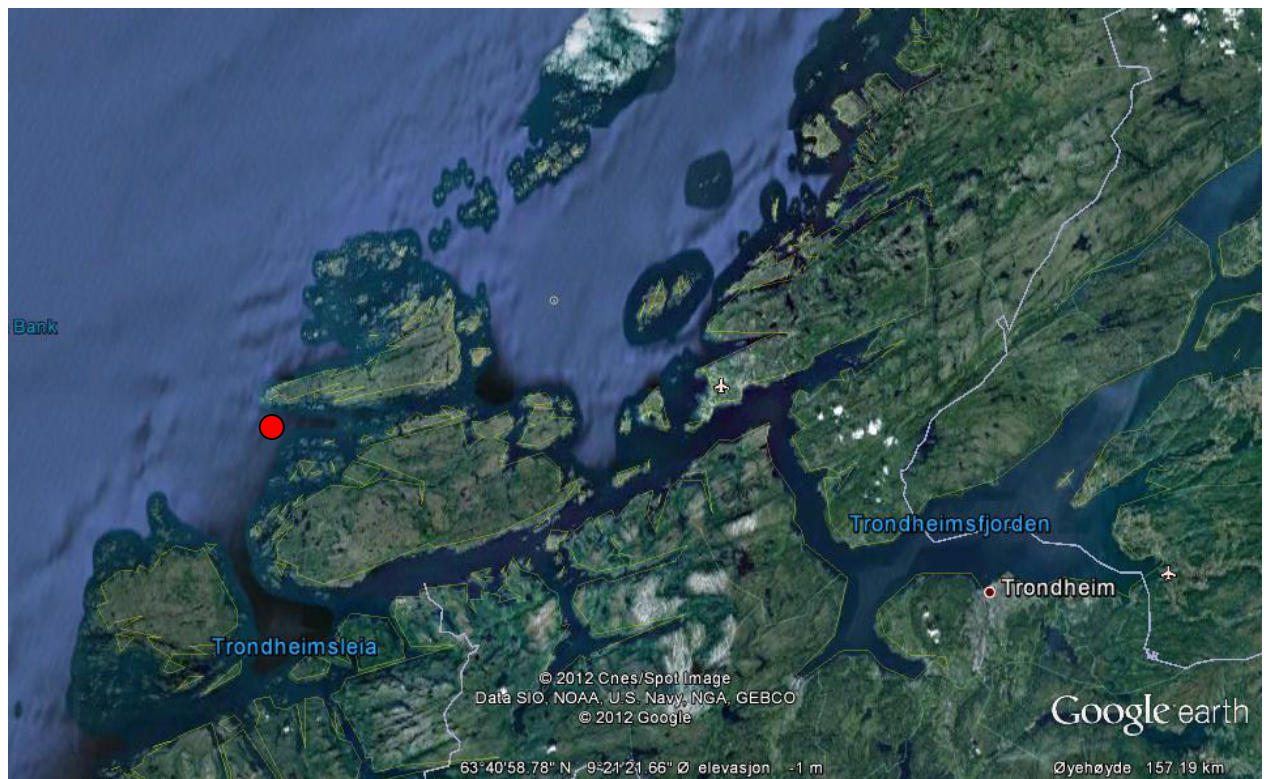 Bank
Trondheimsfjorden
Trondheim
Trondheimsleia
© 2012 Cnes/Spot Image
Data SIO, NOAA, U.S. Navy, NGA, GEBCO
© 2012 Google
Google earth
63°40'58.78" N 9°21'21.66" Ø elevasjon -1 m
Øyehøyde 157.19 km